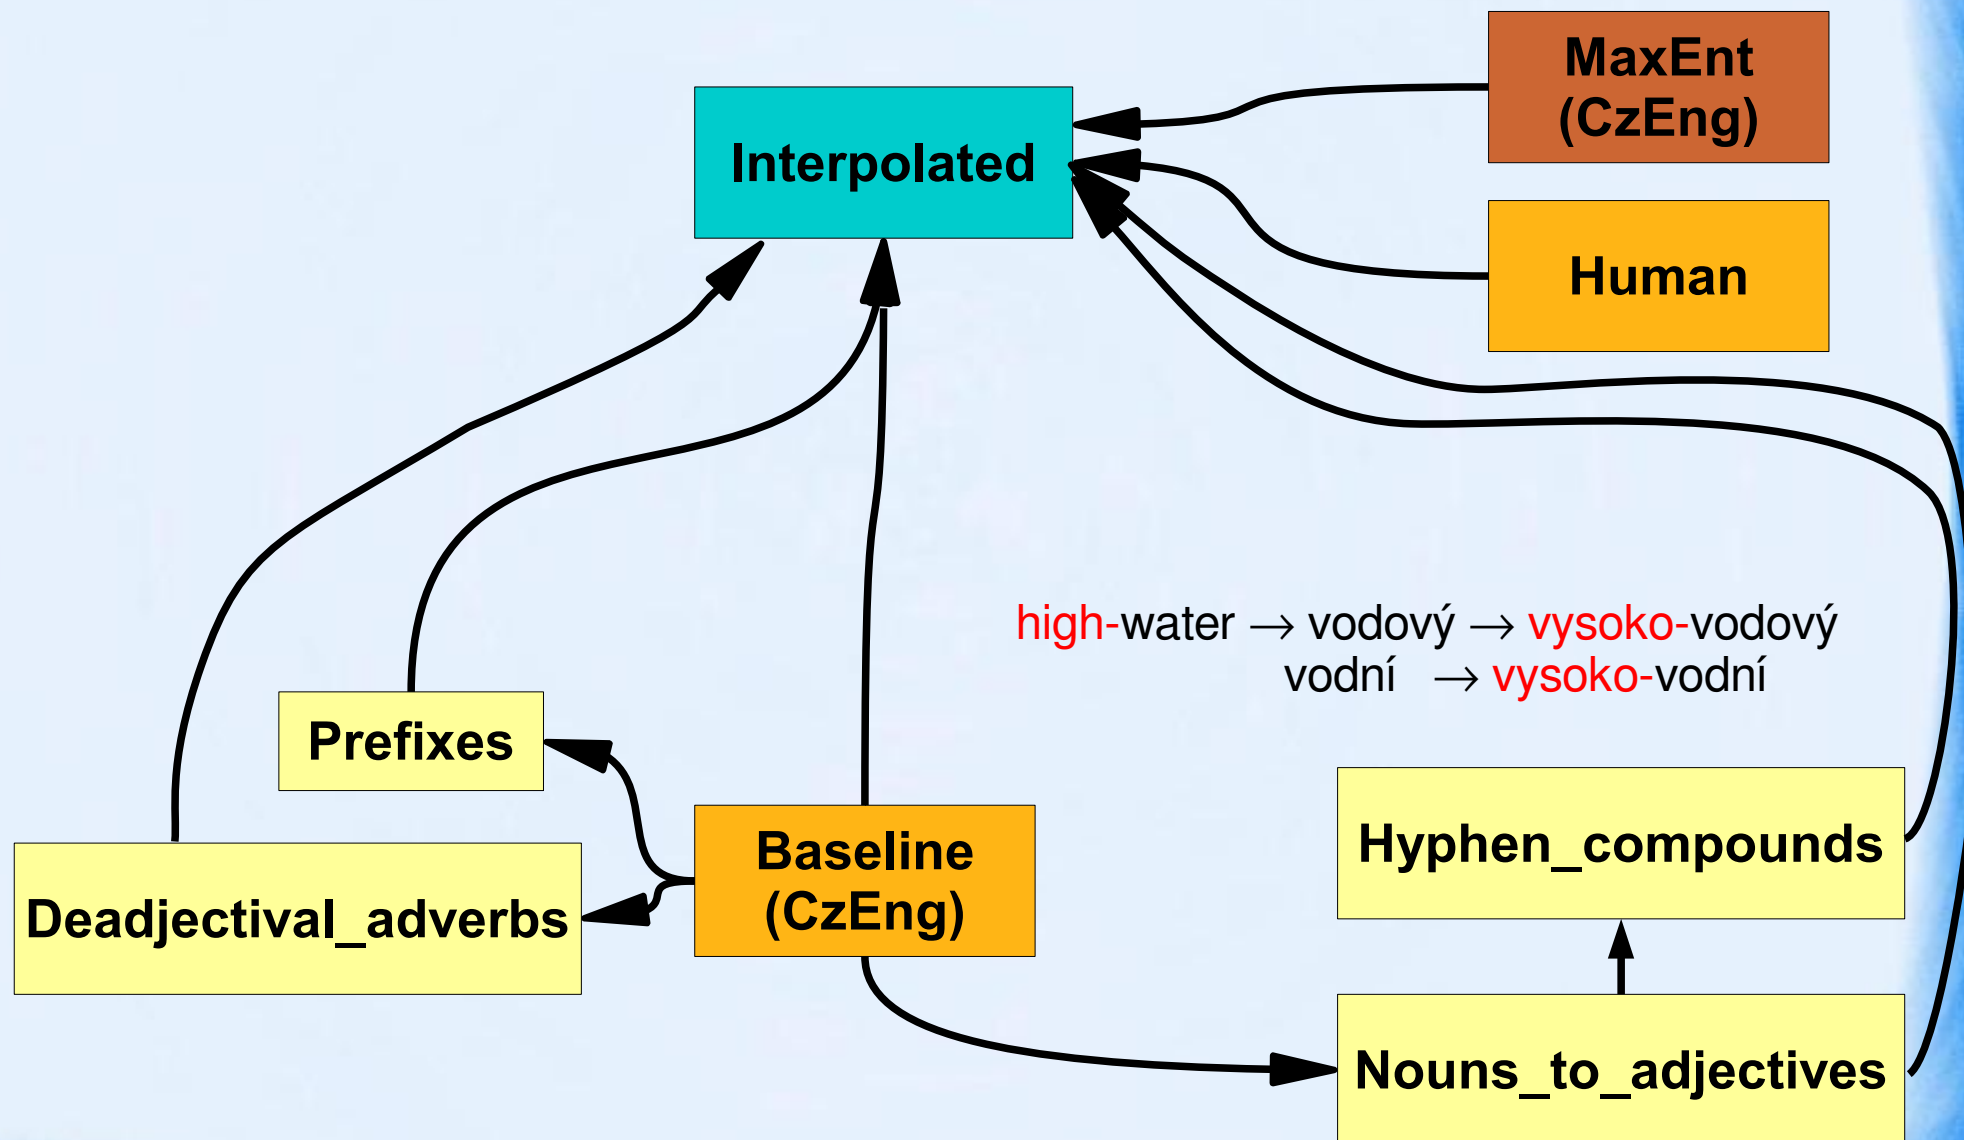 MaxEnt
(CzEng)
Interpolated
Human
high-water → vodový → vysoko-vodový
vodní → vysoko-vodní
Prefixes
Baseline
(CzEng)
Hyphen_compounds
Deadjectival_adverbs
Nouns_to_adjectives